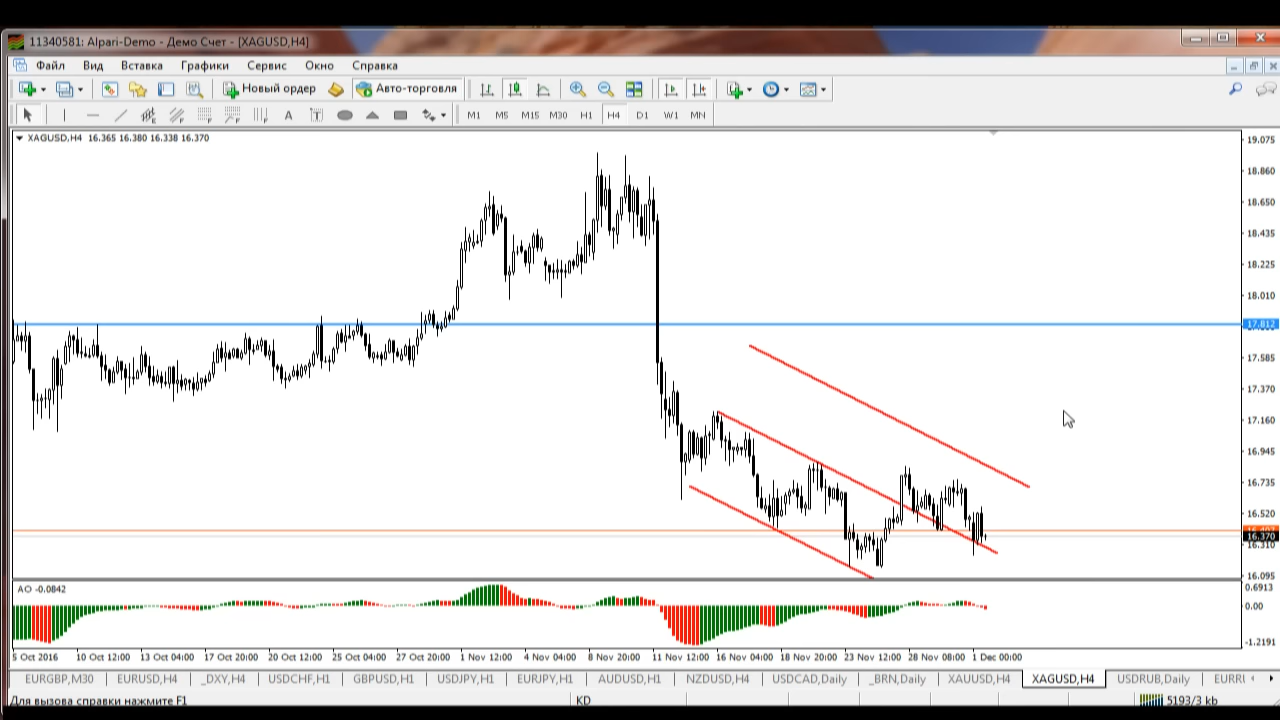 11340581: Alpari-Demo - Демо Счет - [XAGUSD,H4]
Файл Вид Вставка Графики Сервис Окно Справка
Новый ордер Авто-торговля
A T M1 M5 M15 M30 H1 H4 D1 W1 MN
XAGUSD,H4 16.365 16.380 16.338 16.370
19.075
18.860
18.650
18.435
18.225
18.010
17.812
17.585
17.370
17.160
16.945
16.735
16.520
16.370
16.310
16.095
AO -0.0842
0.6913
0.00
-1.2191
5 Oct 2016 10 Oct 12:00 13 Oct 04:00 17 Oct 20:00 20 Oct 12:00 25 Oct 04:00 27 Oct 20:00 1 Nov 12:00 4 Nov 04:00 8 Nov 20:00 11 Nov 12:00 16 Nov 04:00 18 Nov 20:00 23 Nov 12:00 28 Nov 08:00 1 Dec 00:00
EURGBP,M30 EURUSD,H4 _DXY,H4 USDCHF,H1 GBPUSD,H1 USDJPY,H1 EURJPY,H1 AUDUSD,H1 NZDUSD,H4 USDCAD,Daily _BRN,Daily XAUUSD,H4 XAGUSD,H4 USDRUB,Daily EURRU
Для вызова справки нажмите F1 KD 5193/3 kb